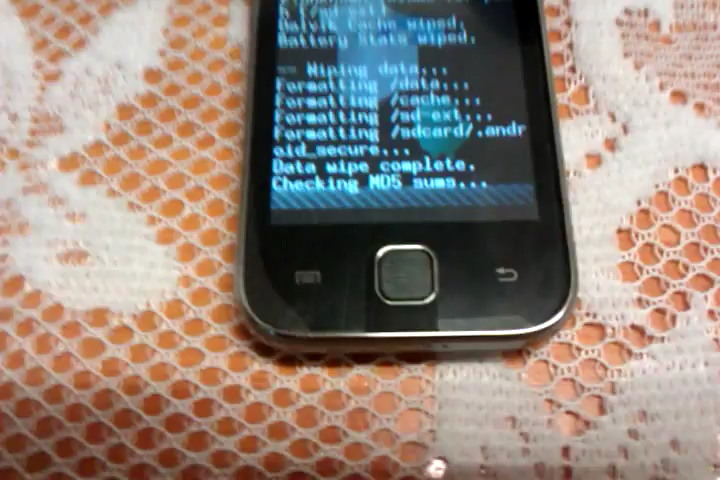 Dalvik Cache wiped.
Battery Stats wiped.
-- Wiping data...
Formatting /data...
Formatting /cache...
Formatting /sd-ext...
Formatting /sdcard/.andr
oid_secure...
Data wipe complete.
Checking MD5 sums...